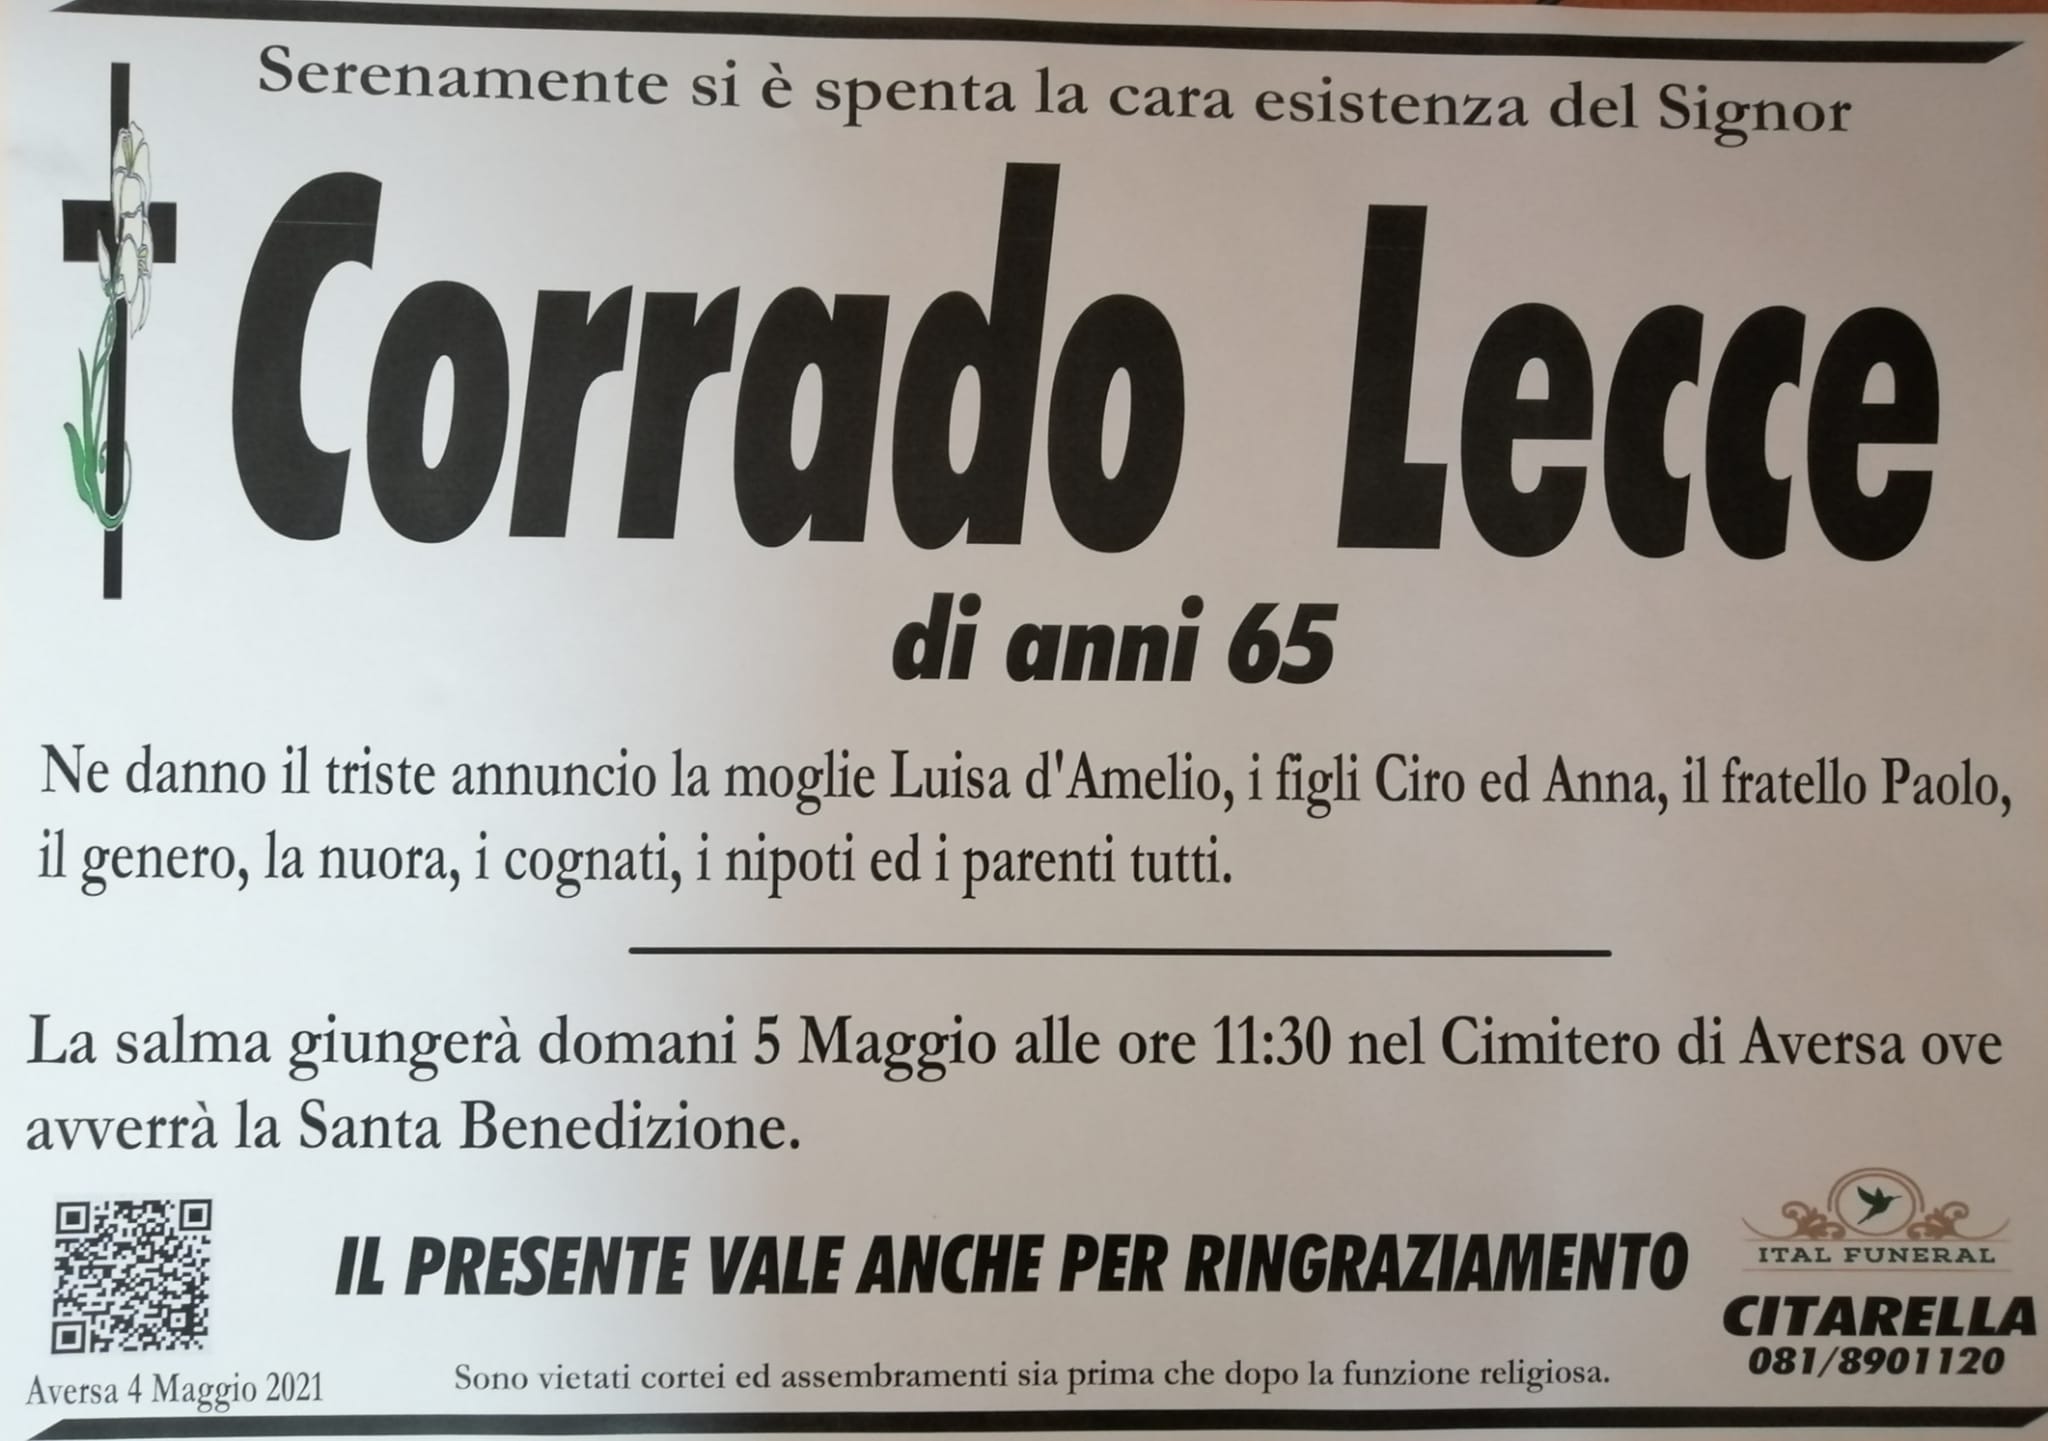 Serenamente si è spenta la cara esistenza del Signor
Corrado Lecce
di anni 65
Ne danno il triste annuncio la moglie Luisa d'Amelio, i figli Ciro ed Anna, il fratello Paolo,
il genero, la nuora, i cognati, i nipoti ed i parenti tutti.
La salma giungerà domani 5 Maggio alle ore 11:30 nel Cimitero di Aversa ove
avverrà la Santa Benedizione.
IL PRESENTE VALE ANCHE PER RINGRAZIAMENTO
ITAL FUNERAL
CITARELLA
081/8901120
Aversa 4 Maggio 2021
Sono vietati cortei ed assembramenti sia prima che dopo la funzione religiosa.